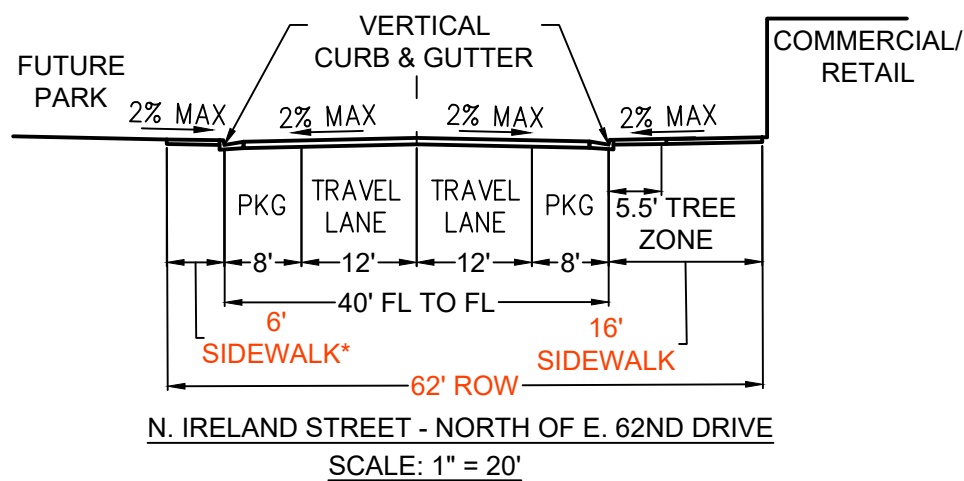 VERTICAL
CURB & GUTTER
COMMERCIAL/
RETAIL
FUTURE
PARK
2% MAX
2% MAX
2% MAX
2% MAX
PKG
TRAVEL
LANE
TRAVEL
LANE
PKG
5.5' TREE
ZONE
8'
12'
12'
8'
40' FL TO FL
6'
SIDEWALK*
16'
SIDEWALK
62' ROW
N. IRELAND STREET - NORTH OF E. 62ND DRIVE
SCALE: 1" = 20'